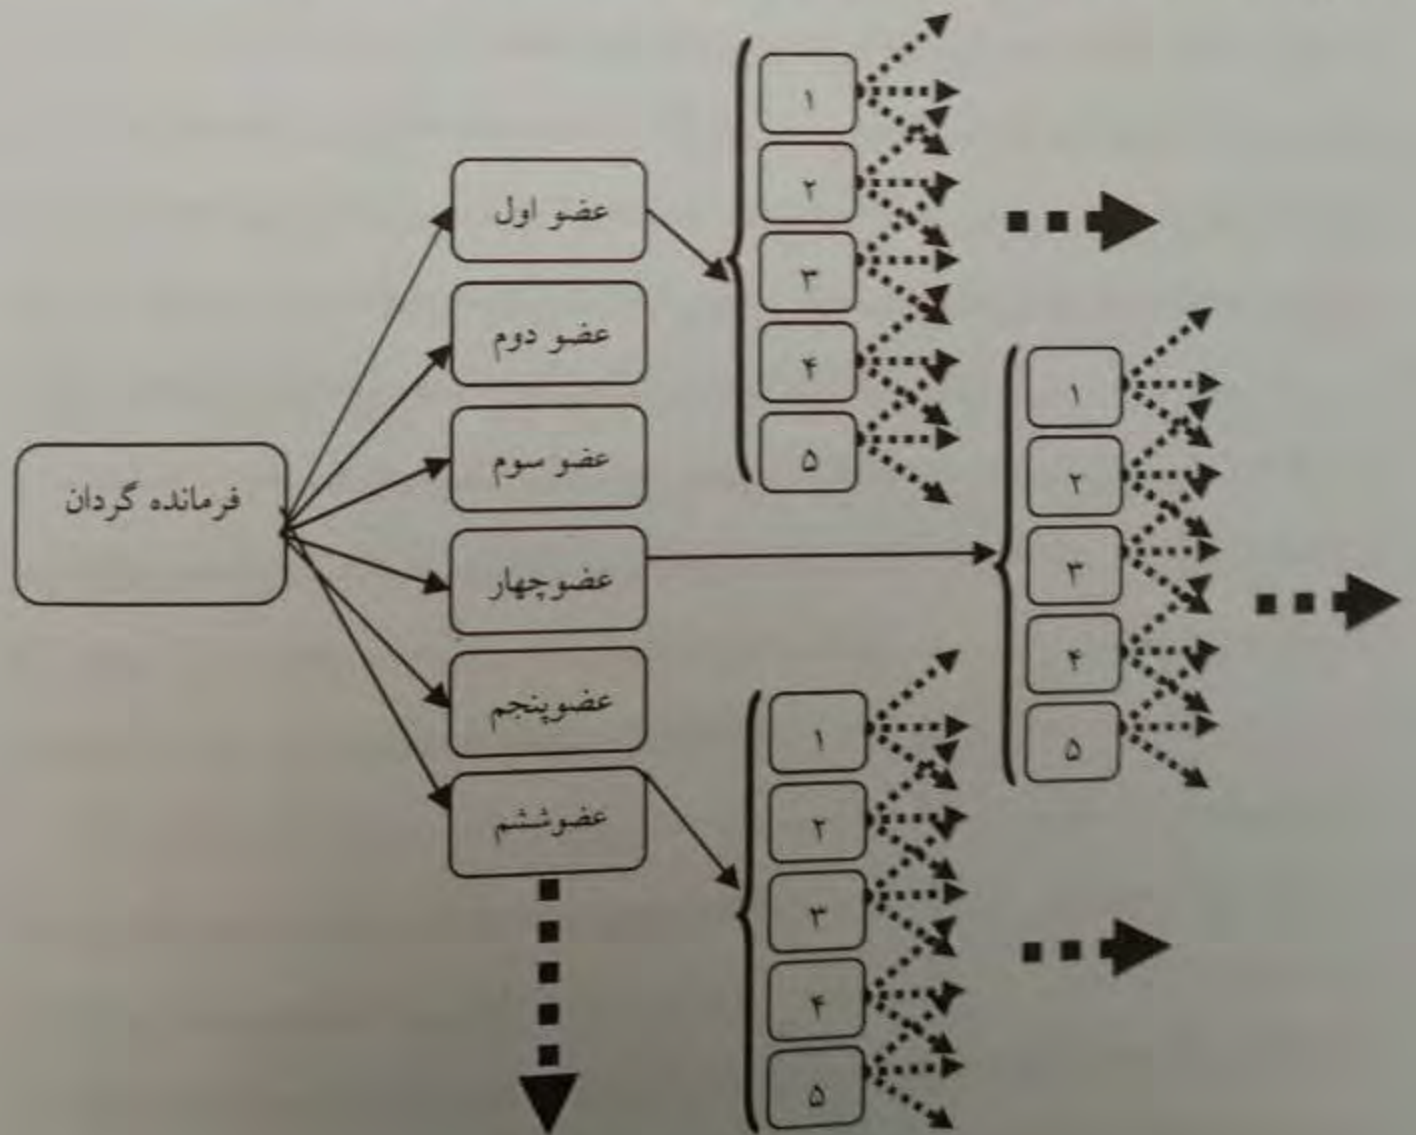 فرمانده گردان
عضو اول
عضو دوم
عضو سوم
عضوچهار
عضوپنجم
عضوششم
۱
۲
۳
۴
۵
۱
۲
۳
۴
۵
۱
۲
۳
۴
۵